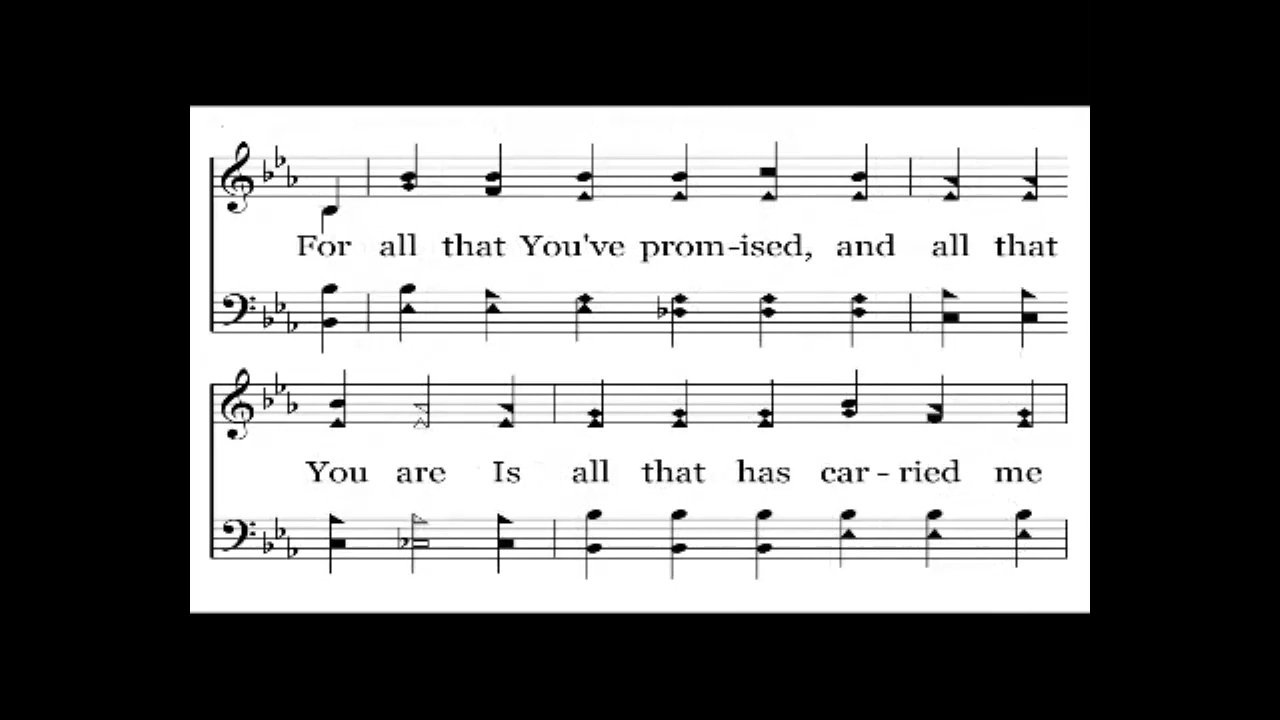 For all that You've prom-ised, and all that
You are Is all that has car - ried me